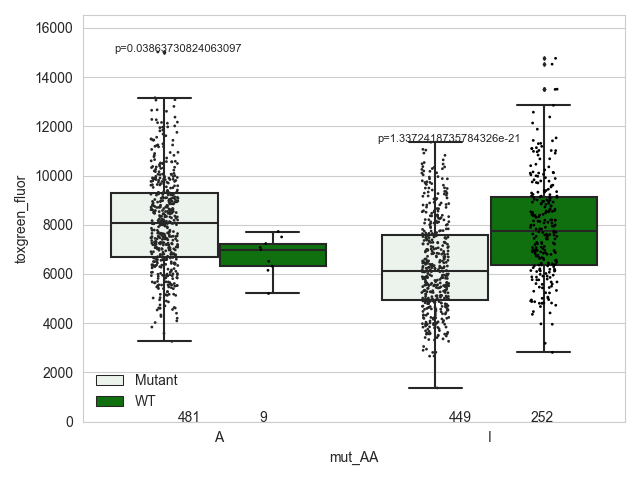 16000
p=0.03863730824063097
14000
12000
p=1.3372418735784326e-21
10000
8000
6000
4000
2000
0
toxgreen_fluor
Mutant
WT
481 9 449 252
A I
mut_AA